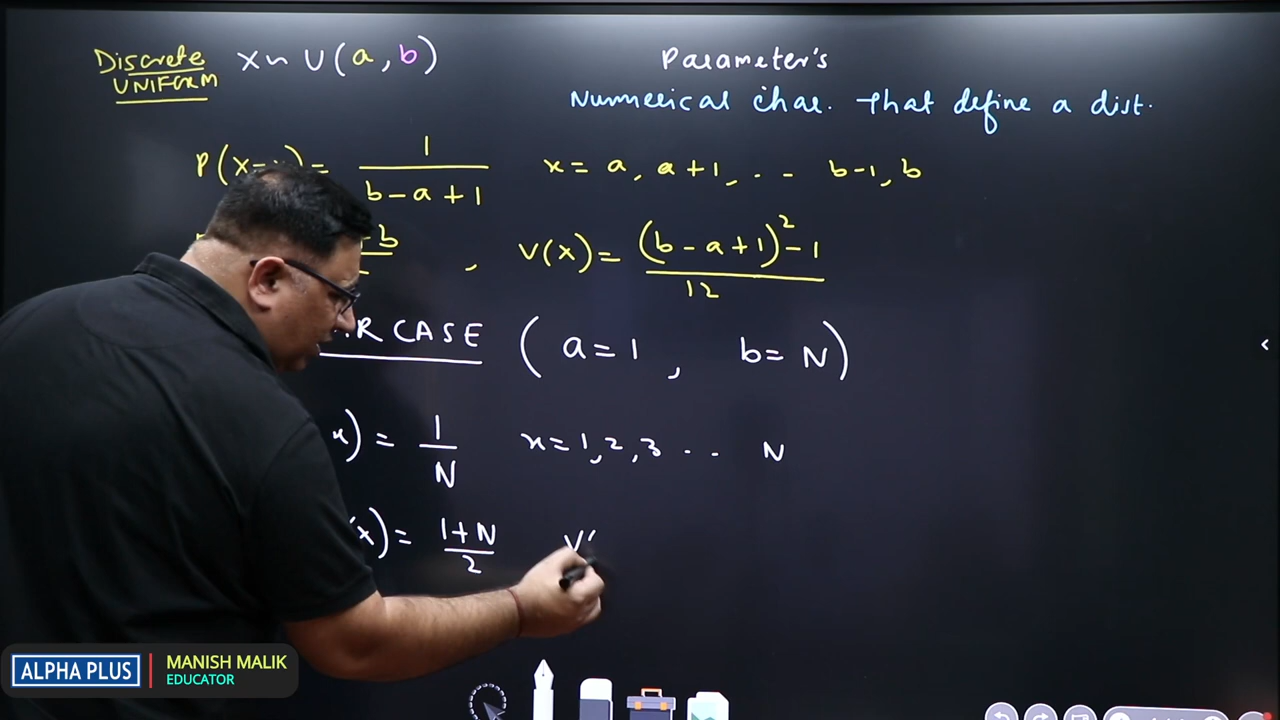 Discrete X~U(a,b) Parameter's
UNIFORM
Numerical char. that define a dist.
P(X=x) = 1/(b-a+1) x = a, a+1, .. b-1, b
-b , V(X) = ((b-a+1)²-1)/12
R CASE (a=1, b=N)
x) = 1/N x=1,2,3 .. N
x) = (1+N)/2 V(
ALPHA PLUS MANISH MALIK
EDUCATOR